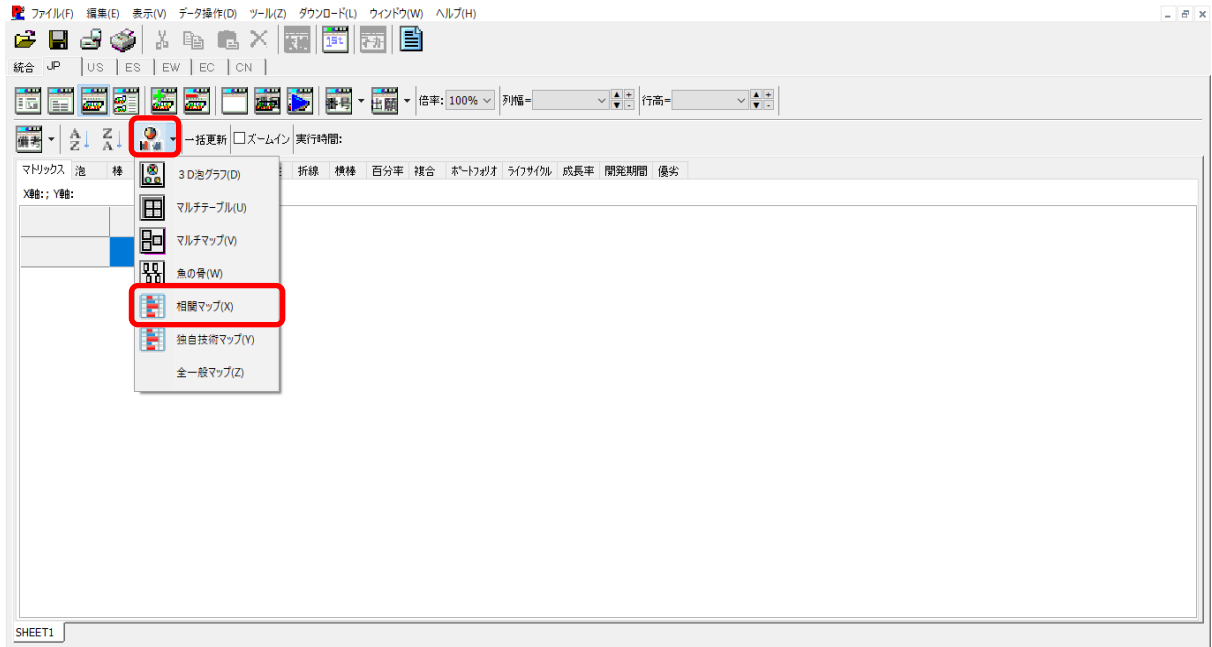 ファイル(F) 編集(E) 表示(V) データ操作(D) ツール(Z) ダウンロード(L) ウィンドウ(W) ヘルプ(H)
1st
統合 JP US ES EW EC CN
番号 出願 倍率: 100% 列幅= 行高=
備考 A Z Z A 一括更新 ズームイン 実行時間:
マトリックス 泡 棒 折線 横棒 百分率 複合 ポートフォリオ ライフサイクル 成長率 開発期間 優劣
X軸:; Y軸:
3D泡グラフ(D)
マルチテーブル(U)
マルチマップ(V)
魚の骨(W)
相関マップ(X)
独自技術マップ(Y)
全一般マップ(Z)
SHEET1